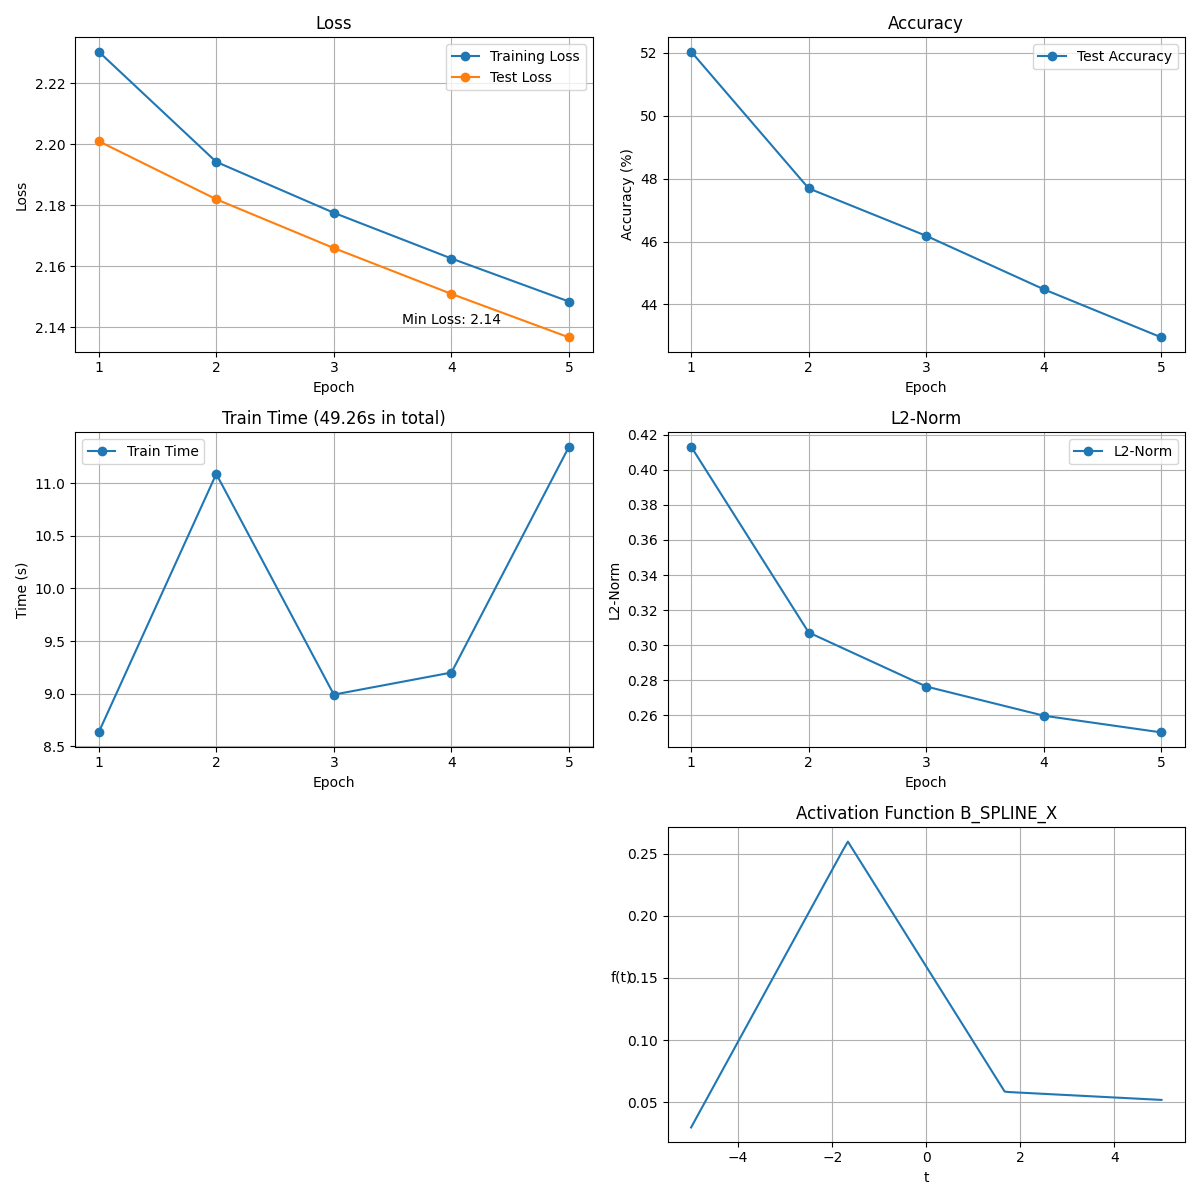 Loss
Training Loss
Test Loss
2.22
2.20
2.18
2.16
2.14
Loss
Min Loss: 2.14
1 2 3 4 5
Epoch
Accuracy
Test Accuracy
52
50
48
46
44
Accuracy (%)
1 2 3 4 5
Epoch
Train Time (49.26s in total)
Train Time
11.0
10.5
10.0
9.5
9.0
8.5
Time (s)
1 2 3 4 5
Epoch
L2-Norm
L2-Norm
0.42
0.40
0.38
0.36
0.34
0.32
0.30
0.28
0.26
L2-Norm
1 2 3 4 5
Epoch
Activation Function B_SPLINE_X
0.25
0.20
0.15
0.10
0.05
f(t)
−4 −2 0 2 4
t